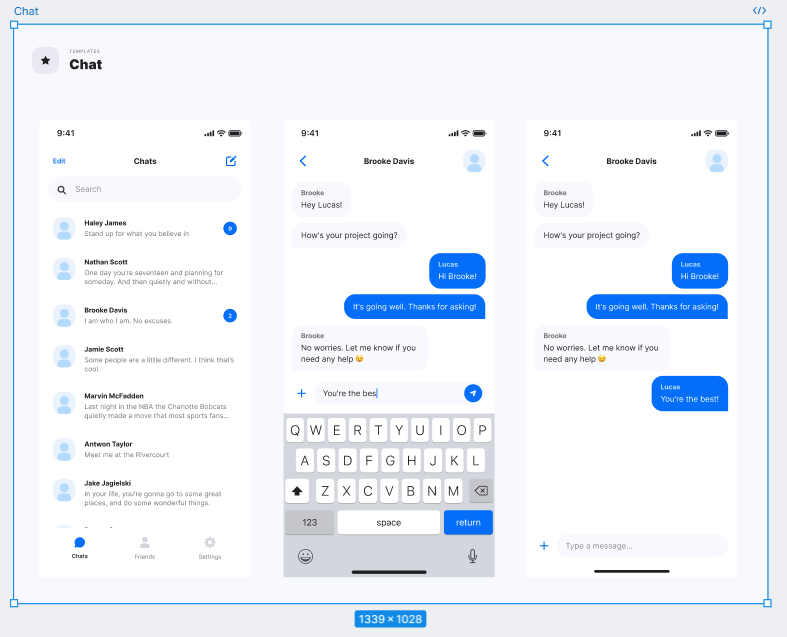 Chat
</>
TEMPLATES
Chat
9:41
Edit
Chats
Search
Haley James
Stand up for what you believe in
9
Nathan Scott
One day you're seventeen and planning for
someday. And then quietly and without...
Brooke Davis
I am who I am. No excuses.
2
Jamie Scott
Some people are a little different. I think that's
cool.
Marvin McFadden
Last night in the NBA the Charlotte Bobcats
quietly made a move that most sports fans...
Antwon Taylor
Meet me at the Rivercourt
Jake Jagielski
In your life, you're gonna go to some great
places, and do some wonderful things.
Chats
Friends
Settings
9:41
Brooke Davis
Brooke
Hey Lucas!
How's your project going?
Lucas
Hi Brooke!
It's going well. Thanks for asking!
Brooke
No worries. Let me know if you
need any help 😉
You're the bes
Q W E R T Y U I O P
A S D F G H J K L
Z X C V B N M
123 space return
9:41
Brooke Davis
Brooke
Hey Lucas!
How's your project going?
Lucas
Hi Brooke!
It's going well. Thanks for asking!
Brooke
No worries. Let me know if you
need any help 😉
Lucas
You're the best!
Type a message...
1339 × 1028